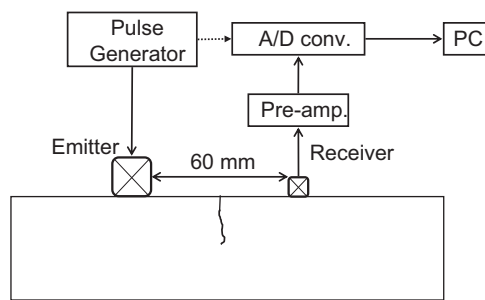 Pulse
Generator
A/D conv.
PC
Pre-amp.
Emitter
60 mm
Receiver